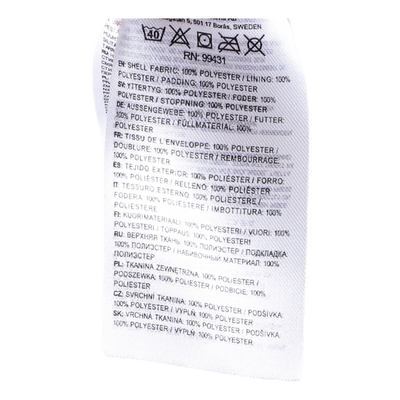 5, 501 17 Borås, SWEDEN
40
RN: 99431
EN: SHELL FABRIC: 100% POLYESTER / LINING: 100%
POLYESTER / PADDING: 100% POLYESTER
SV: YTTERTYG: 100% POLYESTER / FODER: 100%
POLYESTER / STOPPNING: 100% POLYESTER
DE: AUSSENGEWEBE: 100% POLYESTER / FUTTER:
100% POLYESTER / FÜLLMATERIAL: 100%
POLYESTER
FR: TISSU DE L'ENVELOPPE: 100% POLYESTER /
DOUBLURE: 100% POLYESTER / REMBOURRAGE:
100% POLYESTER
ES: TEJIDO EXTERIOR: 100% POLIÉSTER / FORRO:
100% POLIÉSTER / RELLENO: 100% POLIÉSTER
IT: TESSUTO ESTERNO: 100% POLIESTERE /
FODERA: 100% POLIESTERE / IMBOTTITURA: 100%
POLIESTERE
FI: KUORIMATERIAALI: 100% POLYESTERI / VUORI: 100%
POLYESTERI / TOPPAUS: 100% POLYESTERI
RU: ВЕРХНЯЯ ТКАНЬ: 100% ПОЛИЭСТЕР / ПОДКЛАДКА:
100% ПОЛИЭСТЕР / НАБИВОЧНЫЙ МАТЕРИАЛ: 100%
ПОЛИЭСТЕР
PL: TKANINA ZEWNĘTRZNA: 100% POLIESTER /
PODSZEWKA: 100% POLIESTER / PODBICIE: 100%
POLIESTER
CZ: SVRCHNÍ TKANINA: 100% POLYESTER / PODŠÍVKA:
100% POLYESTER / VÝPLŇ: 100% POLYESTER
SK: VRCHNÁ TKANINA: 100% POLYESTER / PODŠÍVKA:
100% POLYESTER / VÝPLŇ: 100% POLYESTER